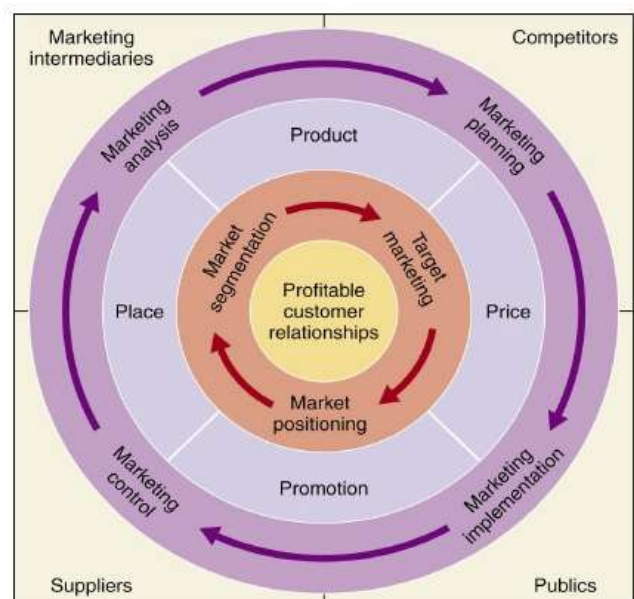 Marketing
intermediaries
Competitors
Marketing
analysis
Marketing
planning
Product
Market
segmentation
Target
marketing
Place
Profitable
customer
relationships
Price
Market
positioning
Promotion
Marketing
control
Marketing
implementation
Suppliers
Publics